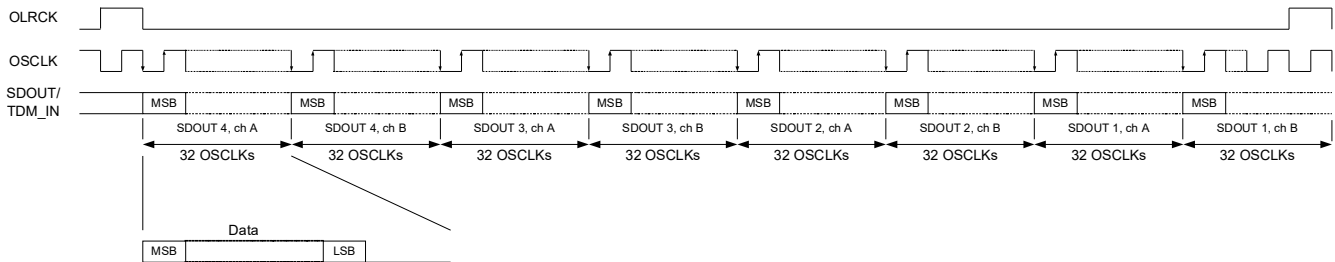 OLRCK
OSCLK
SDOUT/
TDM_IN
MSB MSB MSB MSB MSB MSB MSB MSB
SDOUT 4, ch A SDOUT 4, ch B SDOUT 3, ch A SDOUT 3, ch B SDOUT 2, ch A SDOUT 2, ch B SDOUT 1, ch A SDOUT 1, ch B
32 OSCLKs 32 OSCLKs 32 OSCLKs 32 OSCLKs 32 OSCLKs 32 OSCLKs 32 OSCLKs 32 OSCLKs
Data
MSB LSB